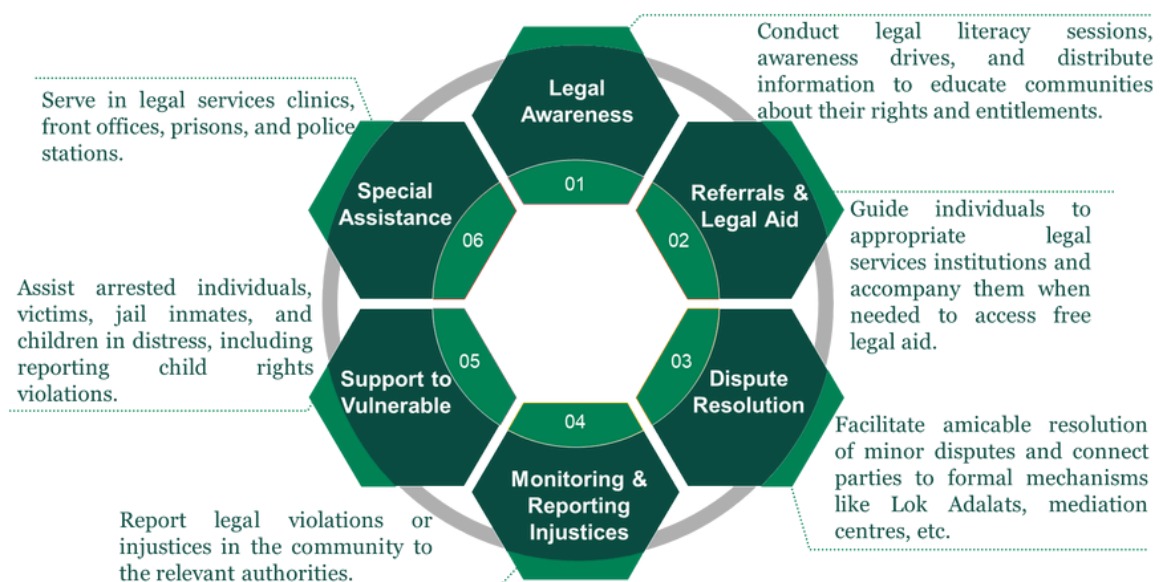 Legal
Awareness
01
Conduct legal literacy sessions,
awareness drives, and distribute
information to educate communities
about their rights and entitlements.
Referrals &
Legal Aid
02
Guide individuals to
appropriate legal
services institutions and
accompany them when
needed to access free
legal aid.
03
Dispute
Resolution
Facilitate amicable resolution
of minor disputes and connect
parties to formal mechanisms
like Lok Adalats, mediation
centres, etc.
04
Monitoring &
Reporting
Injustices
Report legal violations or
injustices in the community to
the relevant authorities.
05
Support to
Vulnerable
Assist arrested individuals,
victims, jail inmates, and
children in distress, including
reporting child rights
violations.
Special
Assistance
06
Serve in legal services clinics,
front offices, prisons, and police
stations.